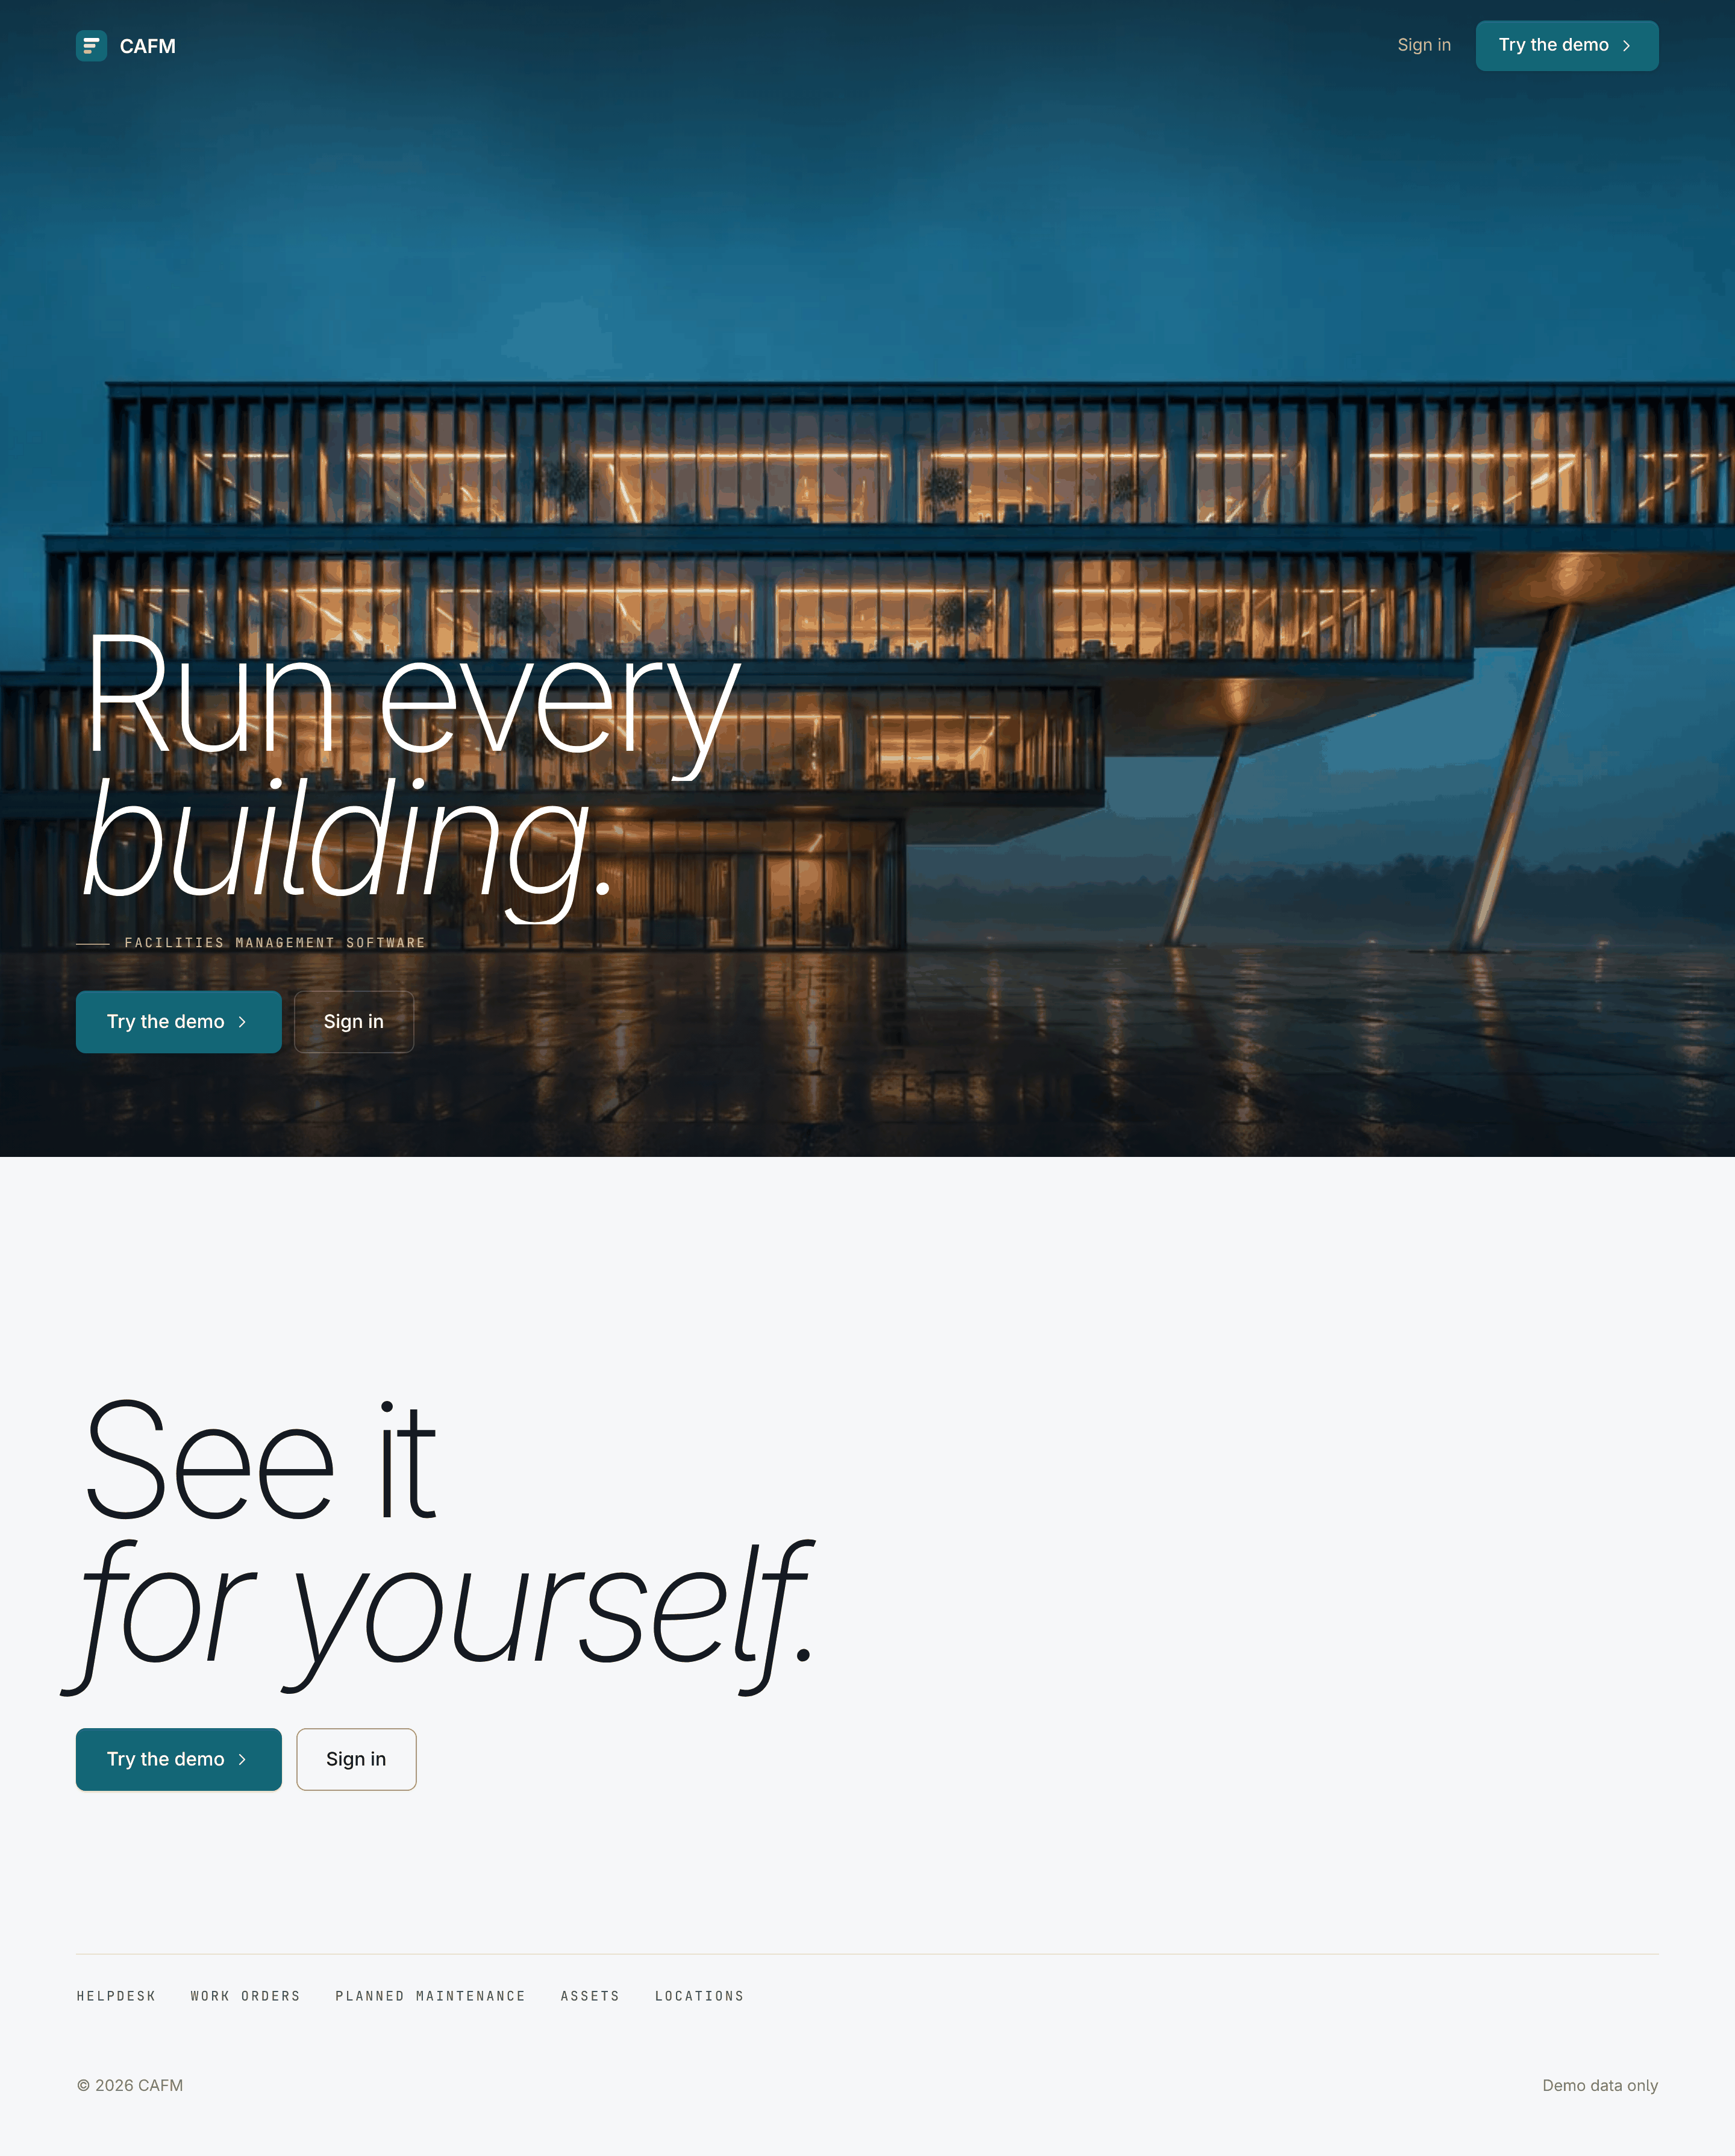 CAFM
Sign in
Try the demo
Run every
building.
FACILITIES MANAGEMENT SOFTWARE
Try the demo
Sign in
See it
for yourself.
Try the demo
Sign in
HELPDESK
WORK ORDERS
PLANNED MAINTENANCE
ASSETS
LOCATIONS
© 2026 CAFM
Demo data only